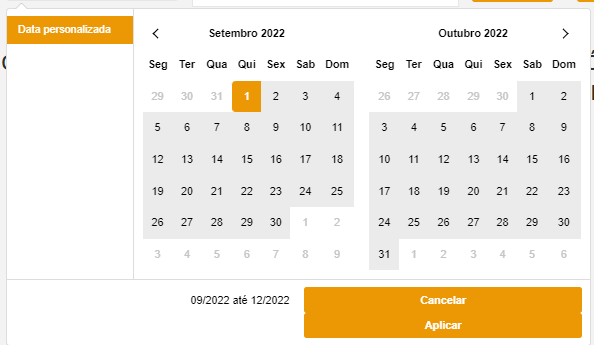 Data personalizada
Setembro 2022
Seg Ter Qua Qui Sex Sab Dom
29 30 31 1 2 3 4
5 6 7 8 9 10 11
12 13 14 15 16 17 18
19 20 21 22 23 24 25
26 27 28 29 30 1 2
3 4 5 6 7 8 9
Outubro 2022
Seg Ter Qua Qui Sex Sab Dom
26 27 28 29 30 1 2
3 4 5 6 7 8 9
10 11 12 13 14 15 16
17 18 19 20 21 22 23
24 25 26 27 28 29 30
31 1 2 3 4 5 6
09/2022 até 12/2022
Cancelar
Aplicar